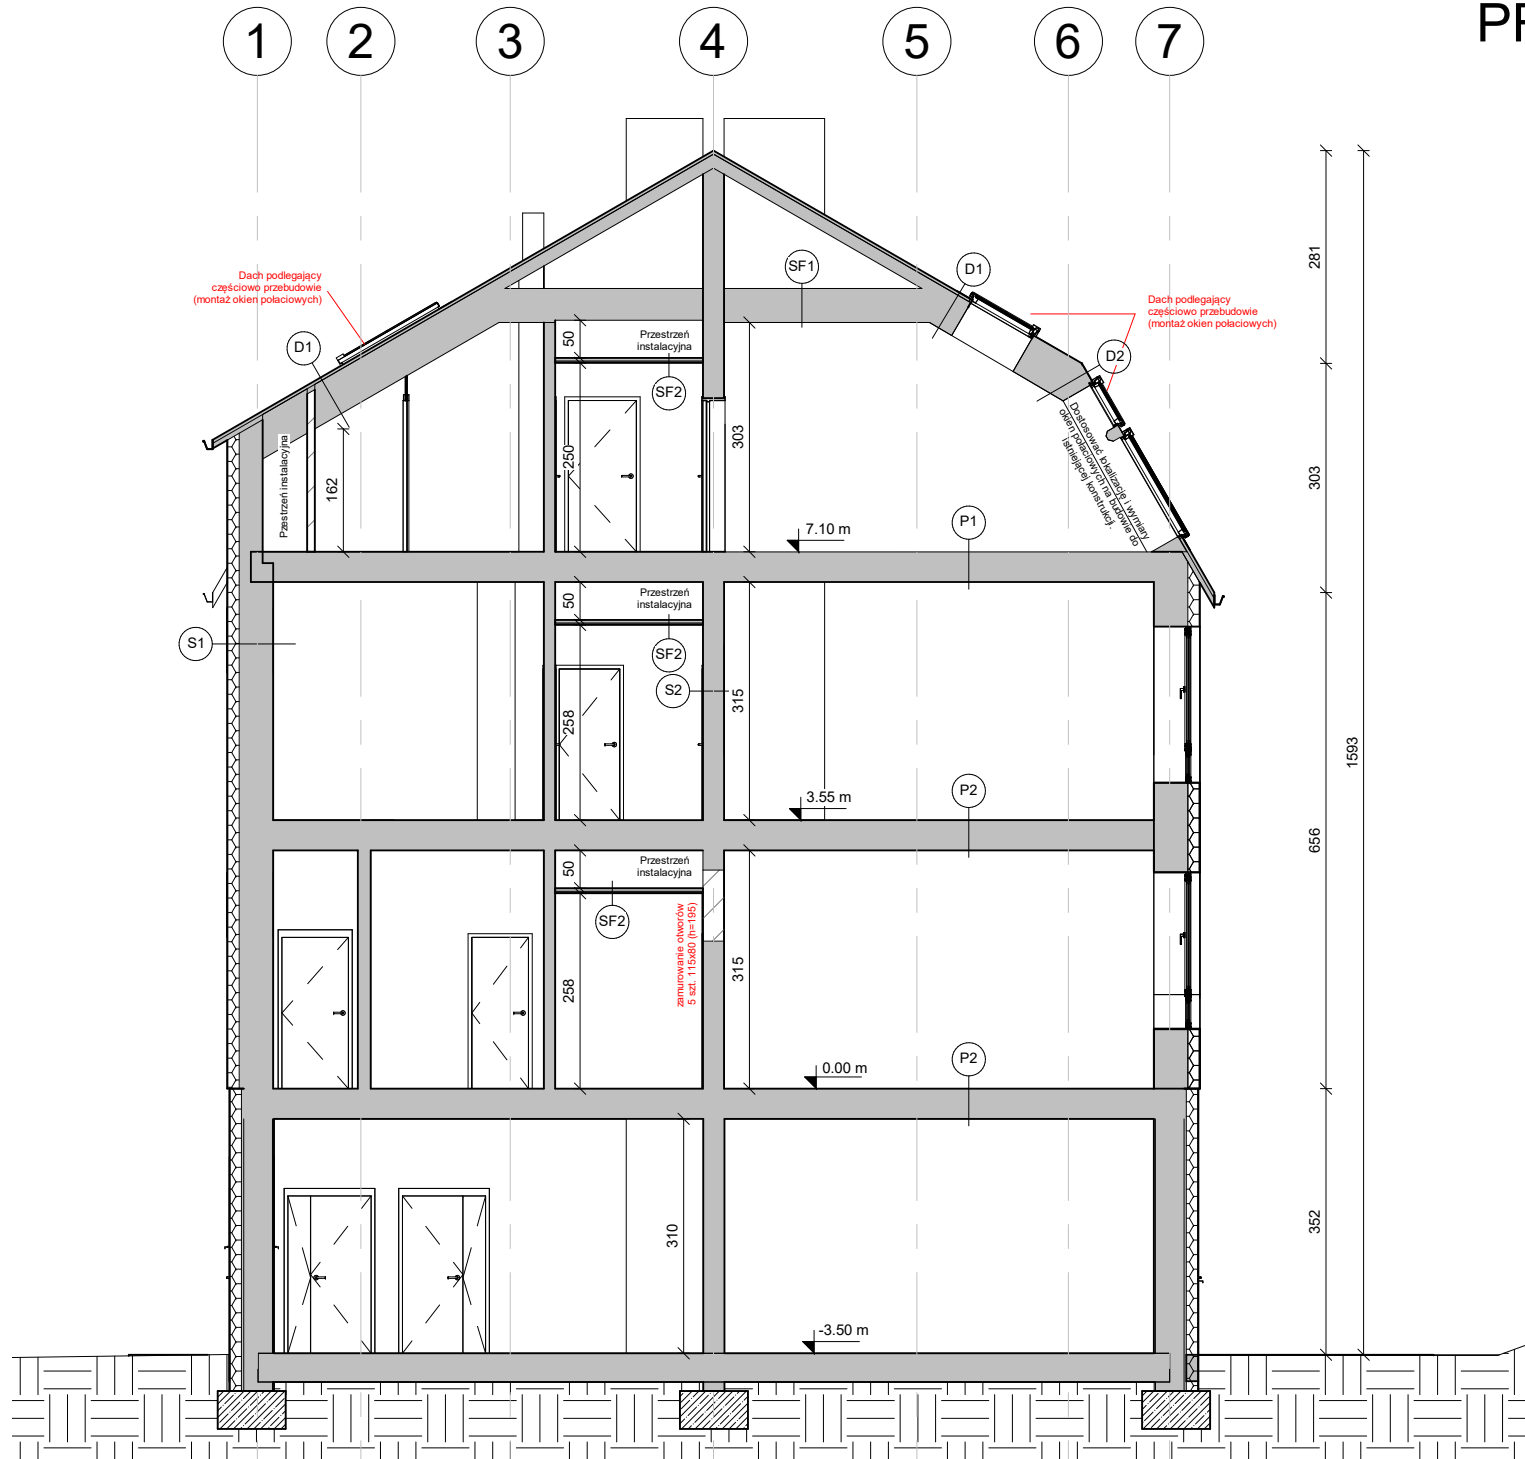 1 2 3 4 5 6 7
PF
Dach podlegający
częściowo przebudowie
(montaż okien połaciowych)
D1
SF1
D1
Dach podlegający
częściowo przebudowie
(montaż okien połaciowych)
D2
50
Przestrzeń
instalacyjna
SF2
281
Pzestrzeń instalacyjna
162
250
303
Dostosować lokalizację i wymiary
okien połaciowych na budowie do
istniejącej konstrukcji.
303
7.10 m
P1
50
Przestrzeń
instalacyjna
SF2
S1
S2
258
315
1593
3.55 m
P2
50
Przestrzeń
instalacyjna
SF2
656
zamurowanie otworów
5 szt. 115x80 (h=195)
258
315
0.00 m
P2
310
352
-3.50 m